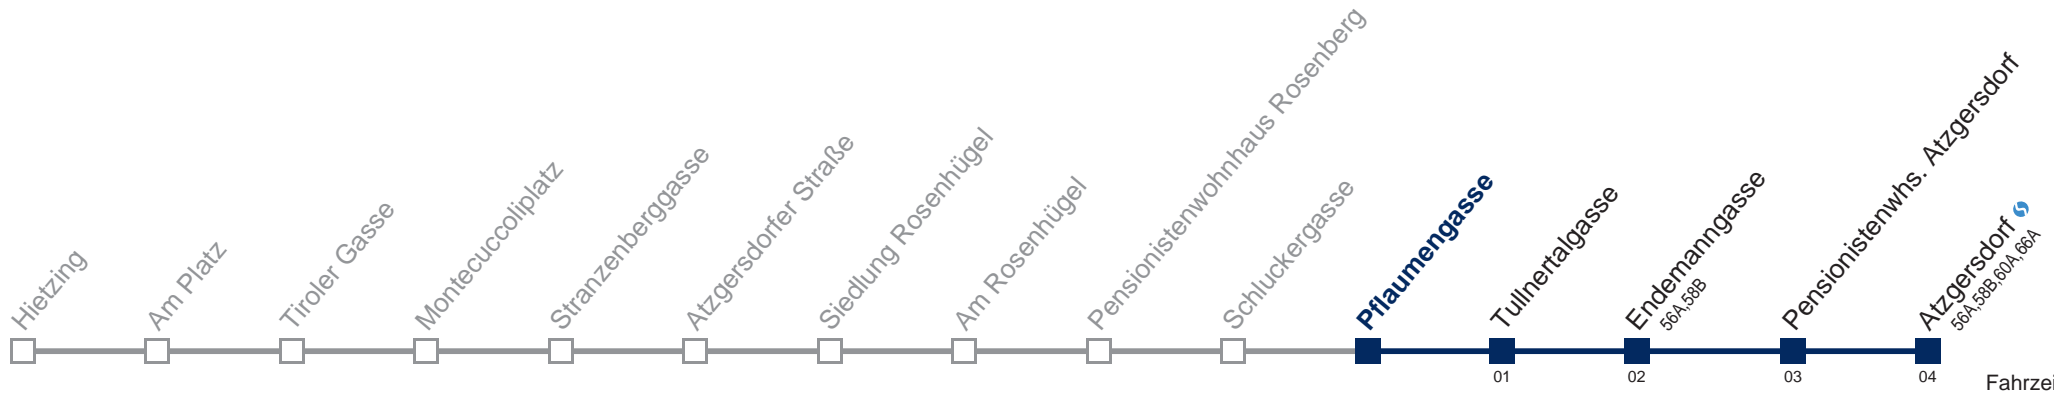 Hietzing
Am Platz
Tiroler Gasse
Montecuccoliplatz
Stranzenberggasse
Atzgersdorfer Straße
Siedlung Rosenhügel
Am Rosenhügel
Pensionistenwohnhaus Rosenberg
Schluckergasse
Pflaumengasse
Tullnertalgasse
Endemanngasse
56A,58B
Pensionistenwhs. Atzgersdorf
Atzgersdorf
56A,58B,60A,66A
01
02
03
04
Fahrzei